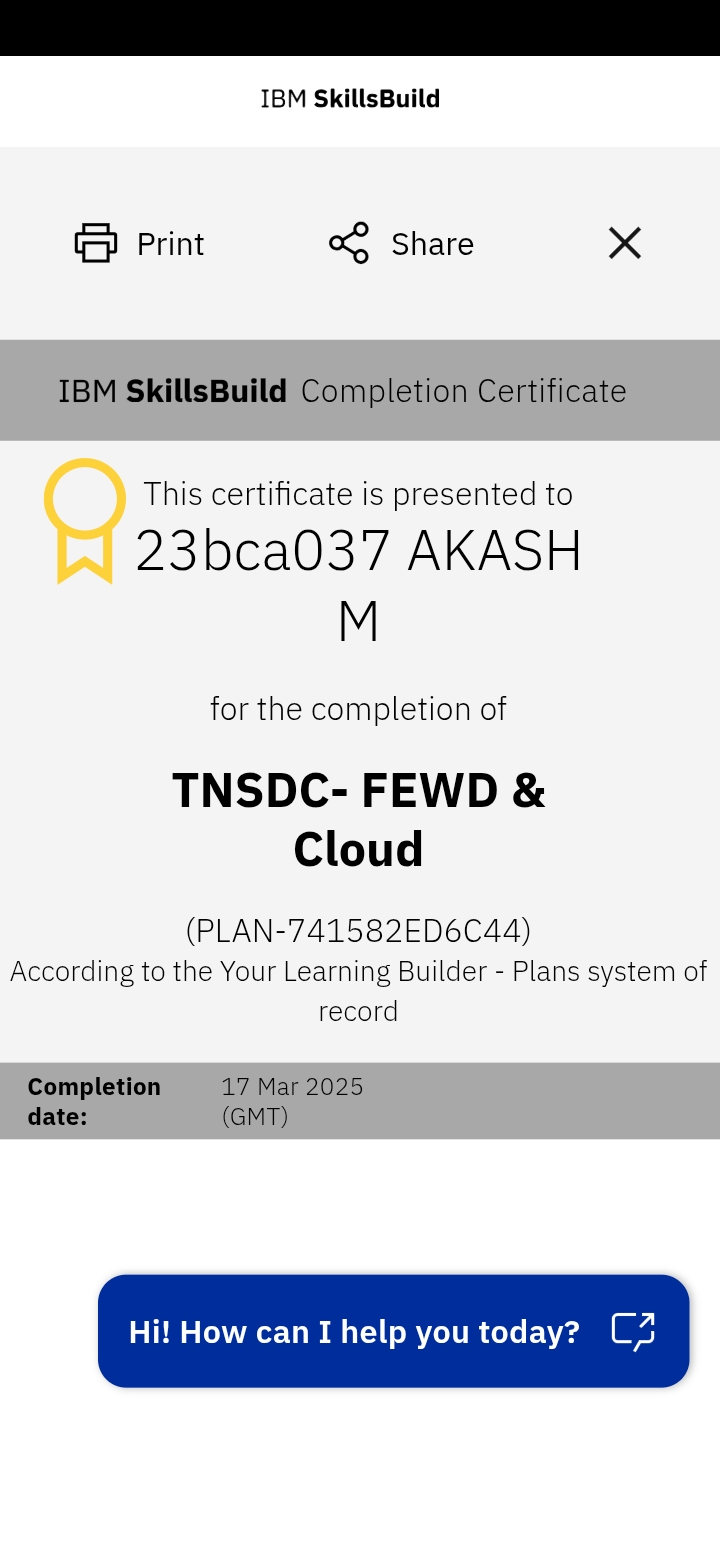 IBM SkillsBuild
Print
Share
IBM SkillsBuild Completion Certificate
This certificate is presented to
23bca037 AKASH
M
for the completion of
TNSDC- FEWD &
Cloud
(PLAN-741582ED6C44)
According to the Your Learning Builder - Plans system of
record
Completion
date:
17 Mar 2025
(GMT)
Hi! How can I help you today?